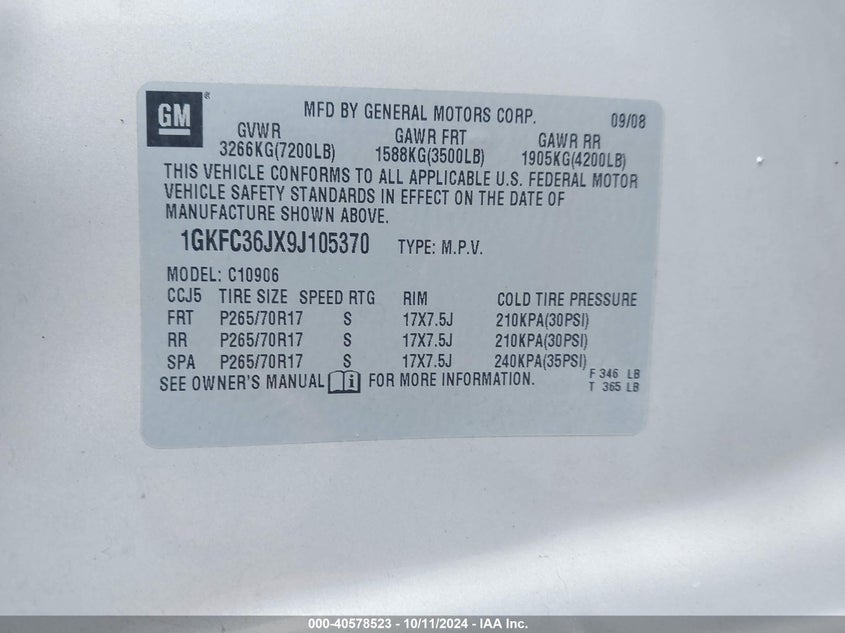 GM ®
MFD BY GENERAL MOTORS CORP. 09/08
GVWR GAWR FRT GAWR RR
3266KG(7200LB) 1588KG(3500LB) 1905KG(4200LB)
THIS VEHICLE CONFORMS TO ALL APPLICABLE U.S. FEDERAL MOTOR
VEHICLE SAFETY STANDARDS IN EFFECT ON THE DATE OF
MANUFACTURE SHOWN ABOVE.
1GKFC36JX9J105370 TYPE: M.P.V.
MODEL: C10906
CCJ5 TIRE SIZE SPEED RTG RIM COLD TIRE PRESSURE
FRT P265/70R17 S 17X7.5J 210KPA(30PSI)
RR P265/70R17 S 17X7.5J 210KPA(30PSI)
SPA P265/70R17 S 17X7.5J 240KPA(35PSI)
SEE OWNER'S MANUAL i FOR MORE INFORMATION.
F 346 LB
T 365 LB
000-40578523 - 10/11/2024 - IAA Inc.